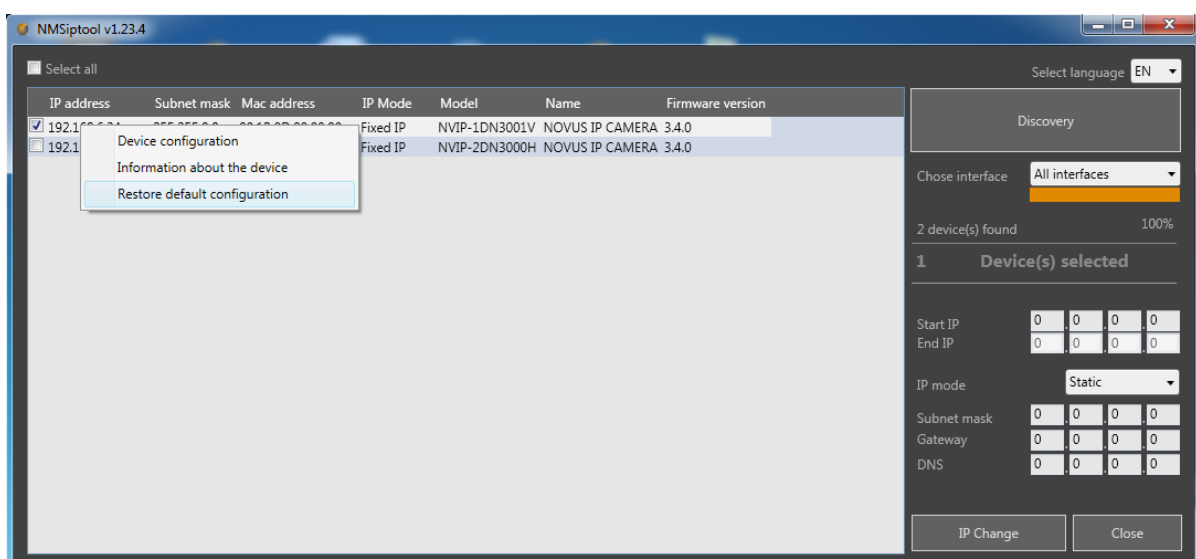 NMSiptool v1.23.4
Select all
Select language EN
IP address Subnet mask Mac address IP Mode Model Name Firmware version
Fixed IP NVIP-1DN3001V NOVUS IP CAMERA 3.4.0
192.1 Fixed IP NVIP-2DN3000H NOVUS IP CAMERA 3.4.0
Device configuration
Information about the device
Restore default configuration
Discovery
Chose interface All interfaces
2 device(s) found 100%
1 Device(s) selected
Start IP 0 . 0 . 0 . 0
End IP 0 . 0 . 0 . 0
IP mode Static
Subnet mask 0 . 0 . 0 . 0
Gateway 0 . 0 . 0 . 0
DNS 0 . 0 . 0 . 0
IP Change Close